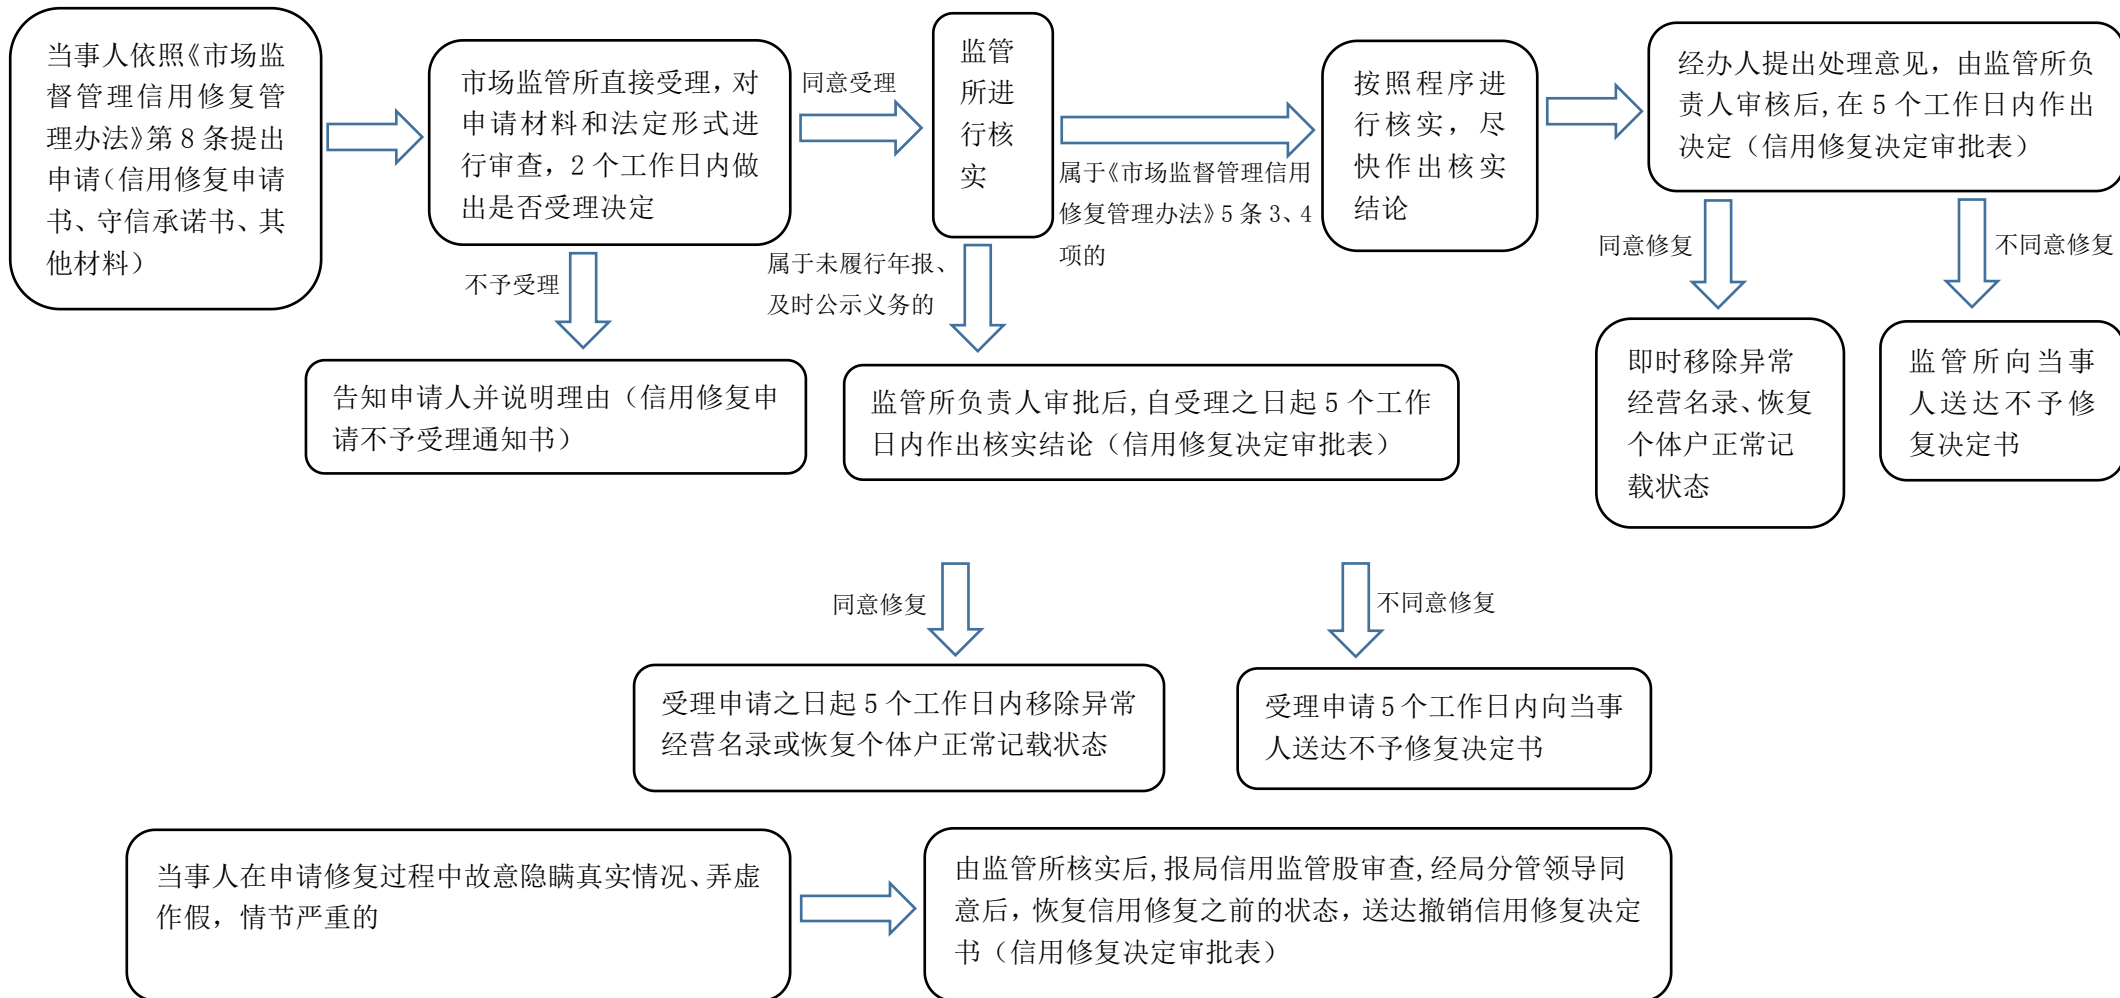 当事人依照《市场监
督管理信用修复管
理办法》第 8 条提出
申请（信用修复申请
书、守信承诺书、其
他材料）
市场监管所直接受理，对
申请材料和法定形式进
行审查，2 个工作日内做
出是否受理决定
同意受理
监管
所进
行核
实
属于《市场监督管理信用
修复管理办法》5 条 3、4
项的
按照程序进
行核实，尽
快作出核实
结论
经办人提出处理意见，由监管所负
责人审核后,在 5 个工作日内作出
决定（信用修复决定审批表）
不予受理
属于未履行年报、
及时公示义务的
同意修复
不同意修复
告知申请人并说明理由（信用修复申
请不予受理通知书）
监管所负责人审批后,自受理之日起 5 个工作
日内作出核实结论（信用修复决定审批表）
即时移除异常
经营名录、恢复
个体户正常记
载状态
监管所向当事
人送达不予修
复决定书
同意修复
不同意修复
受理申请之日起 5 个工作日内移除异常
经营名录或恢复个体户正常记载状态
受理申请 5 个工作日内向当事
人送达不予修复决定书
当事人在申请修复过程中故意隐瞒真实情况、弄虚
作假，情节严重的
由监管所核实后,报局信用监管股审查,经局分管领导同
意后，恢复信用修复之前的状态，送达撤销信用修复决定
书（信用修复决定审批表）